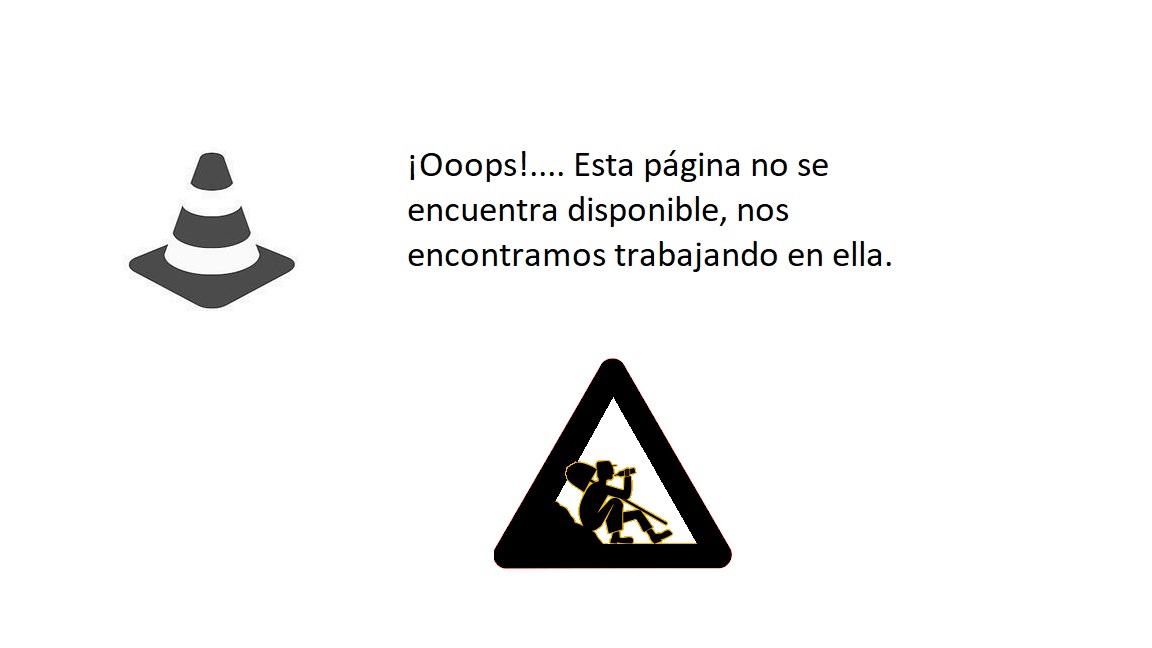 ¡Ooops!.... Esta página no se
encuentra disponible, nos
encontramos trabajando en ella.